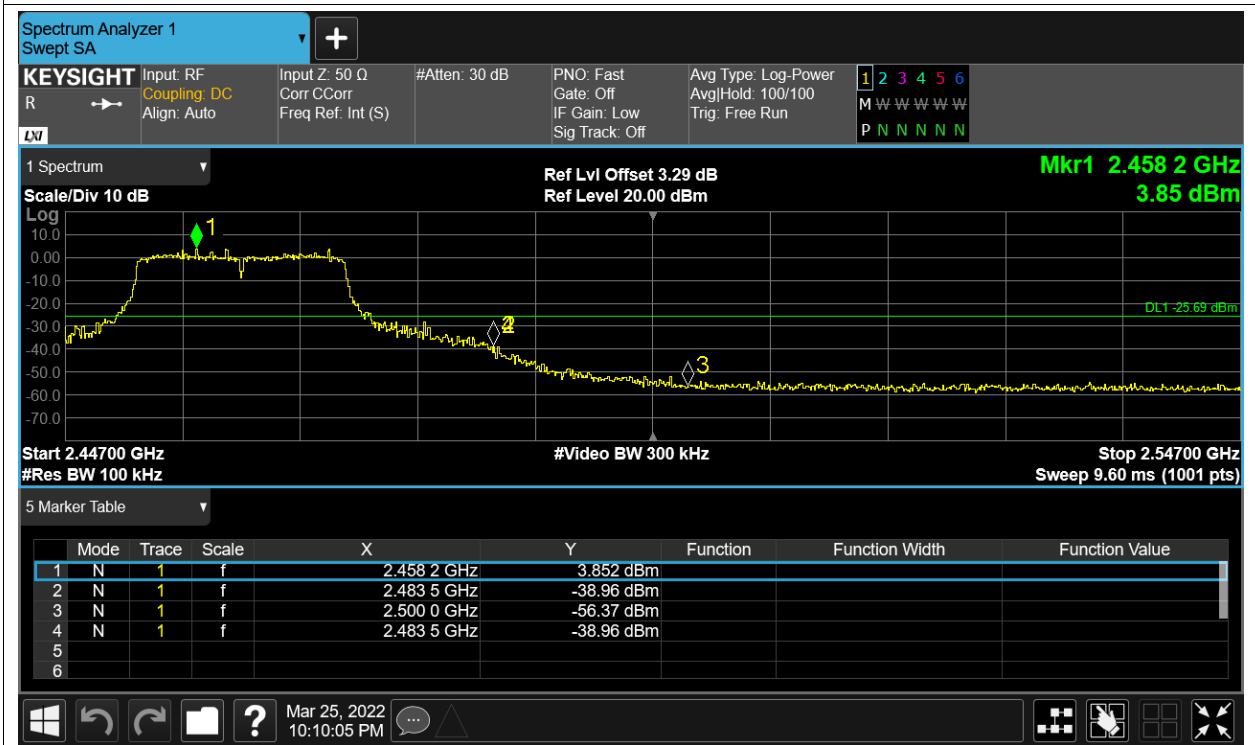 Spectrum Analyzer 1
Swept SA
+
KEYSIGHT Input: RF Input Z: 50 Ω #Atten: 30 dB PNO: Fast Avg Type: Log-Power 1 2 3 4 5 6
R Coupling: DC Corr CCorr Gate: Off Avg|Hold: 100/100 M W W W W W
Align: Auto Freq Ref: Int (S) IF Gain: Low Trig: Free Run
LXI Sig Track: Off P N N N N N
1 Spectrum Ref Lvl Offset 3.29 dB Mkr1 2.458 2 GHz
Scale/Div 10 dB Ref Level 20.00 dBm 3.85 dBm
Log
10.0
1
0.00
-10.0
-20.0
DL1 -25.69 dBm
-30.0
-40.0
-50.0
3
-60.0
-70.0
Start 2.44700 GHz #Video BW 300 kHz Stop 2.54700 GHz
#Res BW 100 kHz Sweep 9.60 ms (1001 pts)
5 Marker Table
Mode Trace Scale X Y Function Function Width Function Value
1 N 1 f 2.458 2 GHz 3.852 dBm
2 N 1 f 2.483 5 GHz -38.96 dBm
3 N 1 f 2.500 0 GHz -56.37 dBm
4 N 1 f 2.483 5 GHz -38.96 dBm
5
6
? Mar 25, 2022
10:10:05 PM